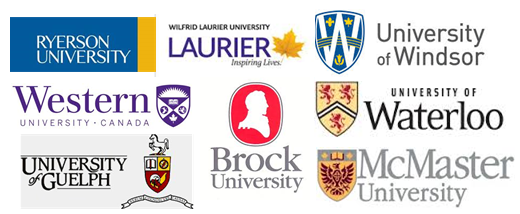 RYERSON
UNIVERSITY
WILFRID LAURIER UNIVERSITY
LAURIER
Inspiring Lives.
University
of Windsor
Western
UNIVERSITY · CANADA
UNIVERSITY OF
Waterloo
Brock
University
UNIVERSITY
of GUELPH
McMaster
University